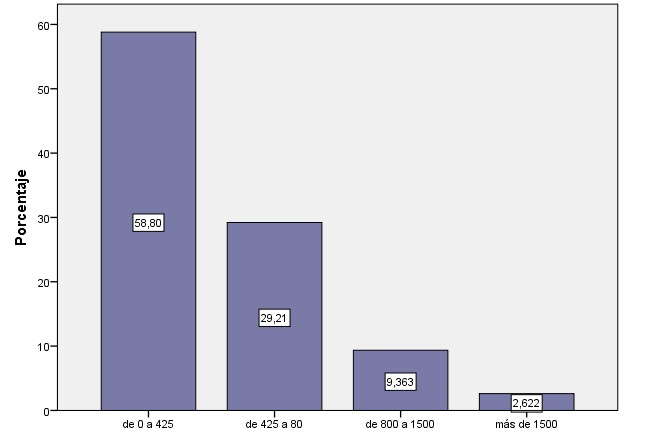 Porcentaje
60
50
40
30
20
10
0
58,80
29,21
9,363
2,622
de 0 a 425
de 425 a 80
de 800 a 1500
más de 1500